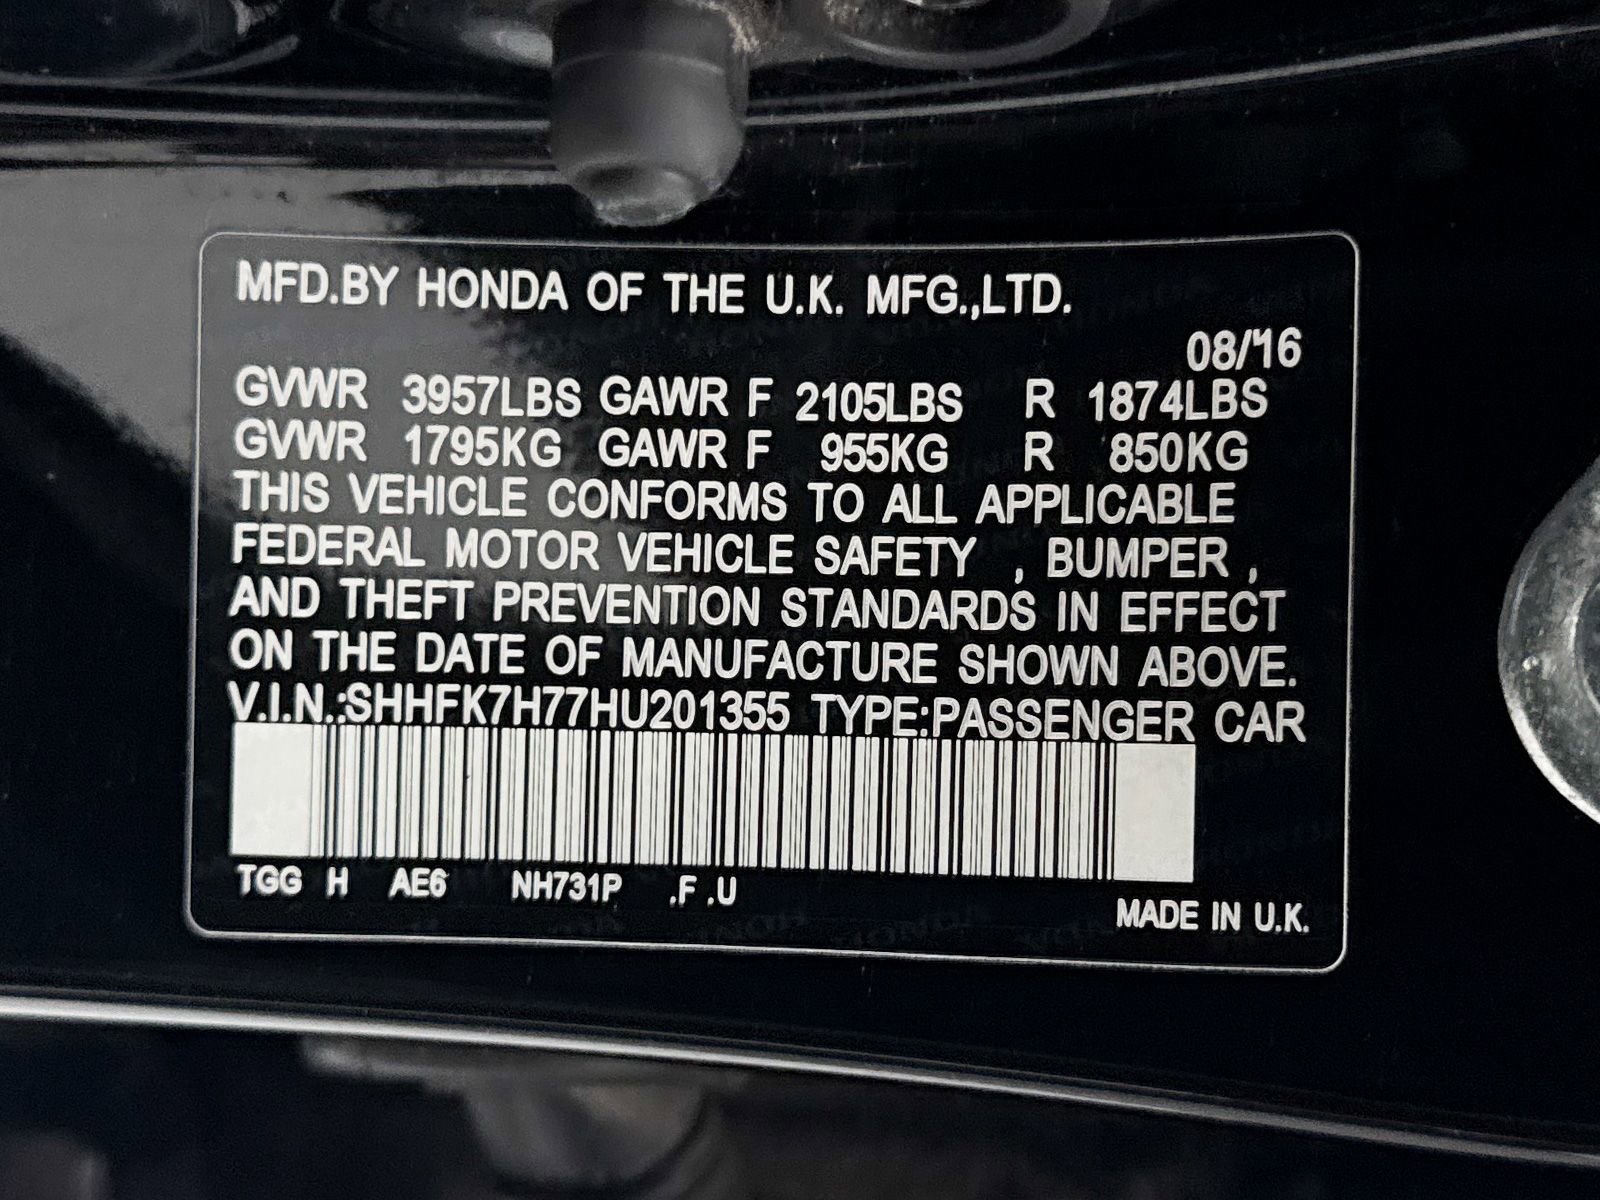 MFD.BY HONDA OF THE U.K. MFG.,LTD.
08/16
GVWR 3957LBS GAWR F 2105LBS R 1874LBS
GVWR 1795KG GAWR F 955KG R 850KG
THIS VEHICLE CONFORMS TO ALL APPLICABLE
FEDERAL MOTOR VEHICLE SAFETY , BUMPER ,
AND THEFT PREVENTION STANDARDS IN EFFECT
ON THE DATE OF MANUFACTURE SHOWN ABOVE.
V.I.N.:SHHFK7H77HU201355 TYPE:PASSENGER CAR
TGG H AE6 NH731P .F .U
MADE IN U.K.